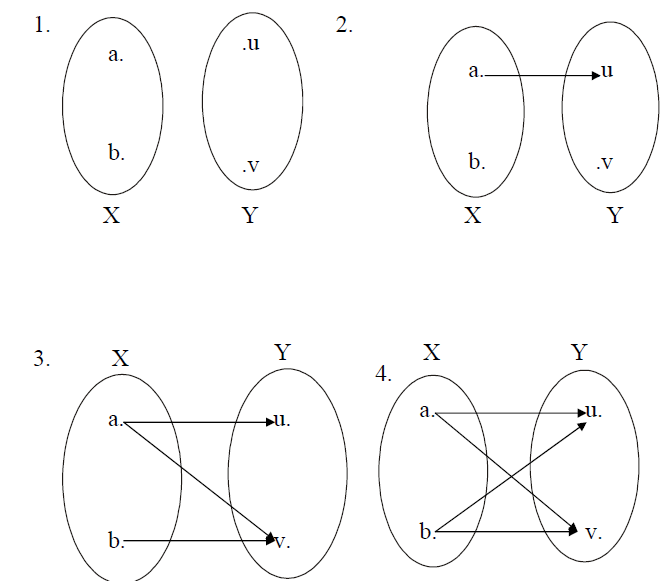 1.
a.
.u
b.
.v
X
Y
2.
a.
u
b.
.v
X
Y
3.
X
Y
a.
u.
b.
v.
4.
X
Y
a.
u.
b.
v.